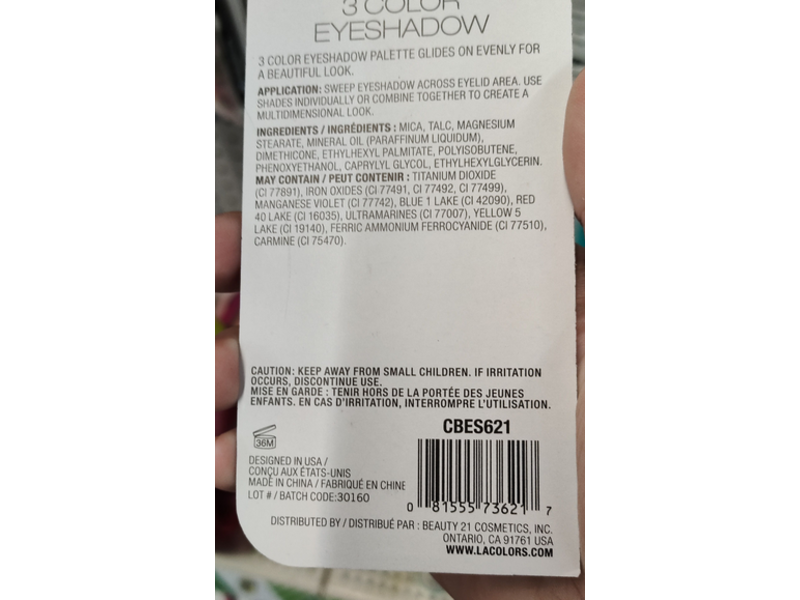 3 COLOR
EYESHADOW
3 COLOR EYESHADOW PALETTE GLIDES ON EVENLY FOR
A BEAUTIFUL LOOK.
APPLICATION: SWEEP EYESHADOW ACROSS EYELID AREA. USE
SHADES INDIVIDUALLY OR COMBINE TOGETHER TO CREATE A
MULTIDIMENSIONAL LOOK.
INGREDIENTS / INGRÉDIENTS : MICA, TALC, MAGNESIUM
STEARATE, MINERAL OIL (PARAFFINUM LIQUIDUM),
DIMETHICONE, ETHYLHEXYL PALMITATE, POLYISOBUTENE,
PHENOXYETHANOL, CAPRYLYL GLYCOL, ETHYLHEXYLGLYCERIN.
MAY CONTAIN / PEUT CONTENIR : TITANIUM DIOXIDE
(CI 77891), IRON OXIDES (CI 77491, CI 77492, CI 77499),
MANGANESE VIOLET (CI 77742), BLUE 1 LAKE (CI 42090), RED
40 LAKE (CI 16035), ULTRAMARINES (CI 77007), YELLOW 5
LAKE (CI 19140), FERRIC AMMONIUM FERROCYANIDE (CI 77510),
CARMINE (CI 75470).
CAUTION: KEEP AWAY FROM SMALL CHILDREN. IF IRRITATION
OCCURS, DISCONTINUE USE.
MISE EN GARDE : TENIR HORS DE LA PORTÉE DES JEUNES
ENFANTS. EN CAS D'IRRITATION, INTERROMPRE L'UTILISATION.
CBES621
36M
DESIGNED IN USA /
CONÇU AUX ÉTATS-UNIS
MADE IN CHINA / FABRIQUÉ EN CHINE
LOT # / BATCH CODE:30160
0 81555 73621 7
DISTRIBUTED BY / DISTRIBUÉ PAR : BEAUTY 21 COSMETICS, INC.
ONTARIO, CA 91761 USA
WWW.LACOLORS.COM